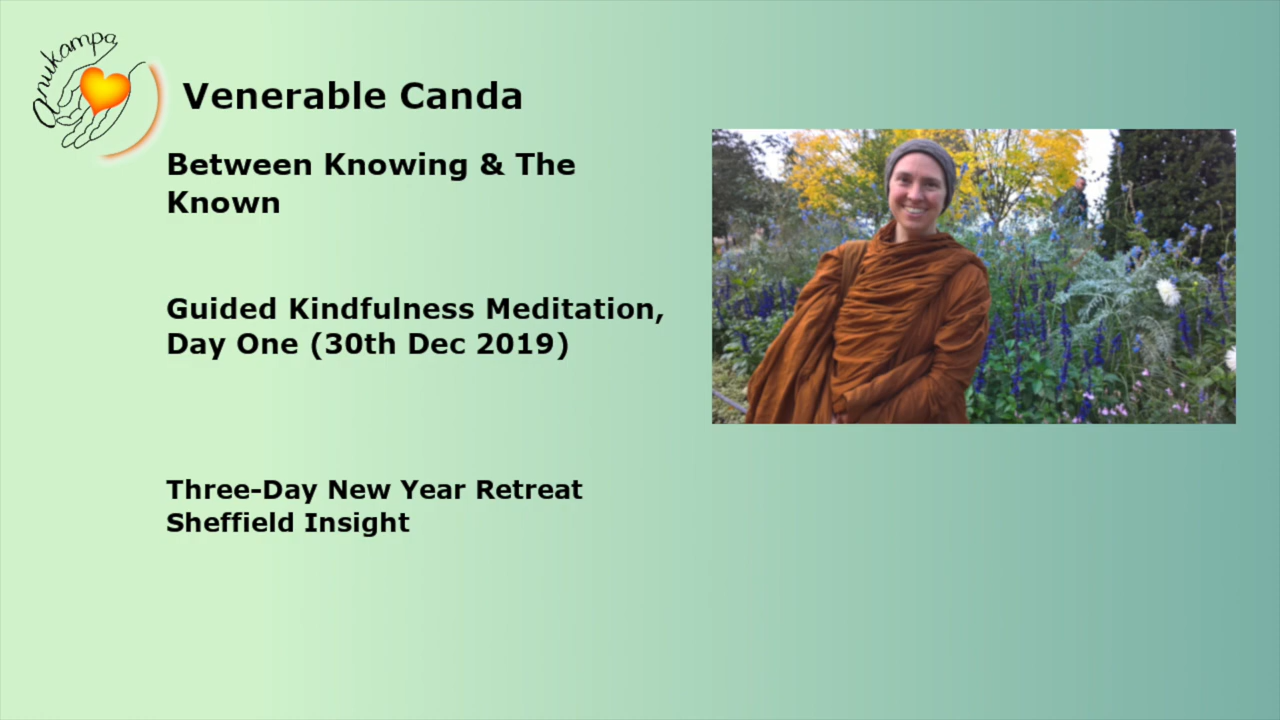 Anukampa
Venerable Canda
Between Knowing & The
Known
Guided Kindfulness Meditation,
Day One (30th Dec 2019)
Three-Day New Year Retreat
Sheffield Insight